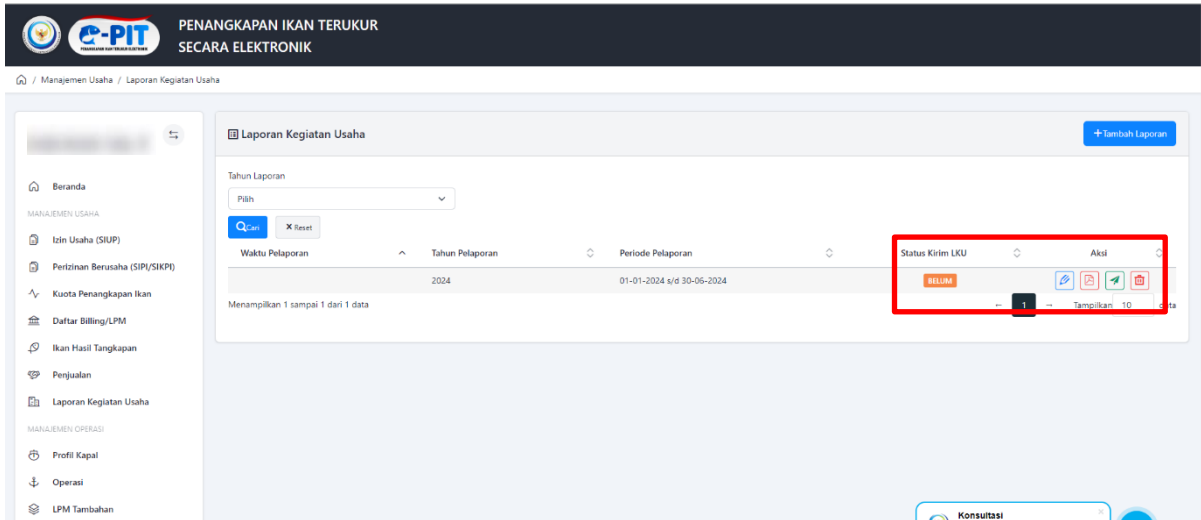 e-PIT
PENANGKAPAN IKAN TERUKUR ELEKTRONIK
PENANGKAPAN IKAN TERUKUR
SECARA ELEKTRONIK
/ Manajemen Usaha / Laporan Kegiatan Usaha
Beranda
MANAJEMEN USAHA
Izin Usaha (SIUP)
Perizinan Berusaha (SIPI/SIKPI)
Kuota Penangkapan Ikan
Daftar Billing/LPM
Ikan Hasil Tangkapan
Penjualan
Laporan Kegiatan Usaha
MANAJEMEN OPERASI
Profil Kapal
Operasi
LPM Tambahan
Laporan Kegiatan Usaha
+Tambah Laporan
Tahun Laporan
Pilih
Cari × Reset
Waktu Pelaporan Tahun Pelaporan Periode Pelaporan Status Kirim LKU Aksi
2024 01-01-2024 s/d 30-06-2024 BELUM
Menampilkan 1 sampai 1 dari 1 data ← 1 → Tampilkan 10 data
Konsultasi ×